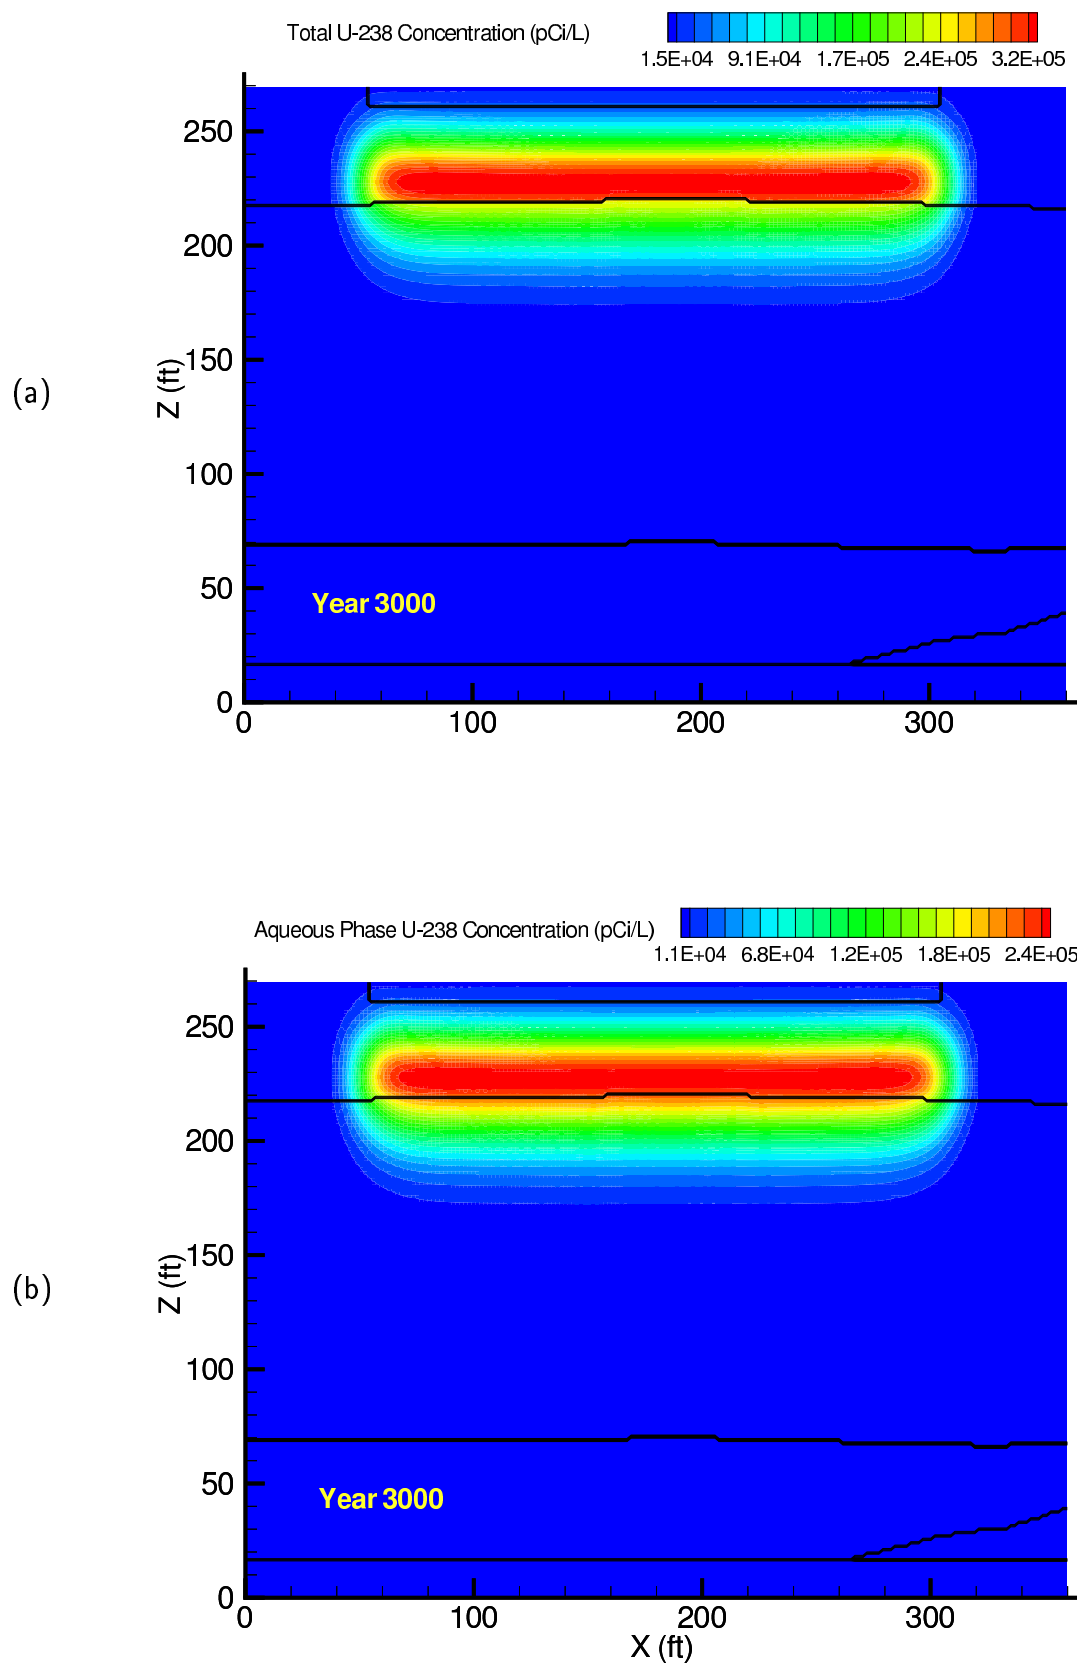 Total U-238 Concentration (pCi/L)
1.5E+04 9.1E+04 1.7E+05 2.4E+05 3.2E+05
250
200
150
100
50
0
Z (ft)
(a)
Year 3000
0 100 200 300
Aqueous Phase U-238 Concentration (pCi/L)
1.1E+04 6.8E+04 1.2E+05 1.8E+05 2.4E+05
250
200
150
100
50
0
Z (ft)
(b)
Year 3000
0 100 200 300
X (ft)